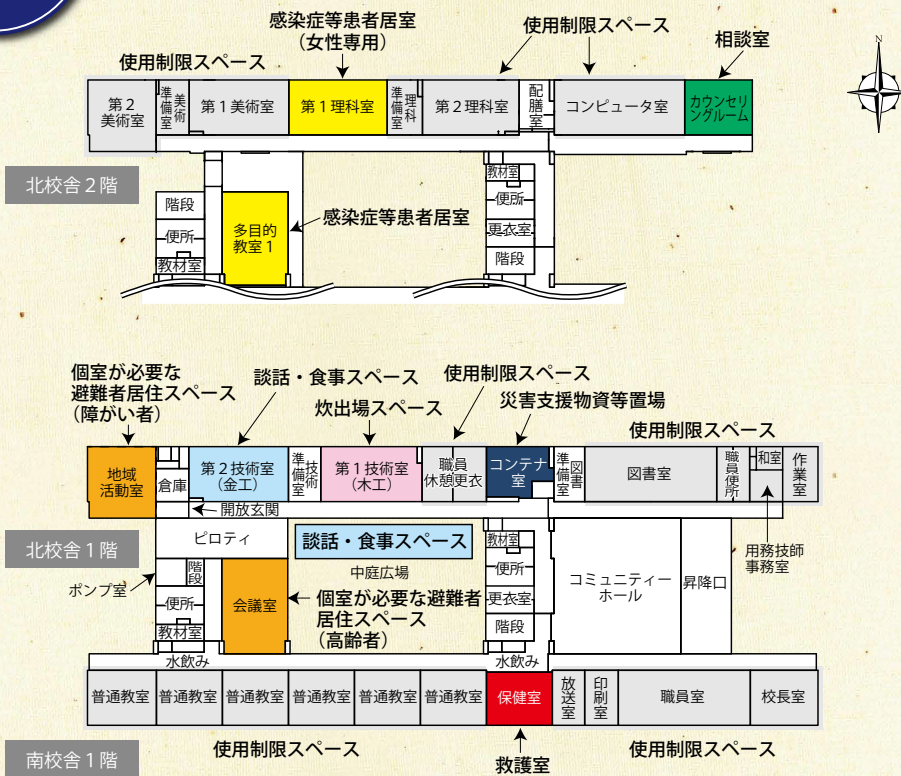 感染症等患者居室
（女性専用）
使用制限スペース
相談室
使用制限スペース
N
第２
美術室
美術
準備室
第１美術室
第１理科室
理科
準備室
第２理科室
配膳室
コンピュータ室
カウンセリ
ングルーム
北校舎２階
階段
便所
教材室
多目的
教室１
感染症等患者居室
教材室
便所
更衣室
階段
個室が必要な
避難者居住スペース
（障がい者）
談話・食事スペース
炊出場スペース
使用制限スペース
災害支援物資等置場
使用制限スペース
地域
活動室
倉庫
第２技術室
（金工）
技術
準備室
第１技術室
（木工）
職員
休憩更衣
コンテナ
室
図書
準備室
図書室
職員便所
和室
作業室
開放玄関
北校舎１階
ピロティ
談話・食事スペース
中庭広場
ポンプ室
階段
便所
教材室
会議室
個室が必要な避難者
居住スペース
（高齢者）
教材室
便所
更衣室
階段
コミュニティー
ホール
昇降口
用務技師
事務室
水飲み
水飲み
普通教室
普通教室
普通教室
普通教室
普通教室
普通教室
保健室
放送室
印刷室
職員室
校長室
南校舎１階
使用制限スペース
救護室
使用制限スペース